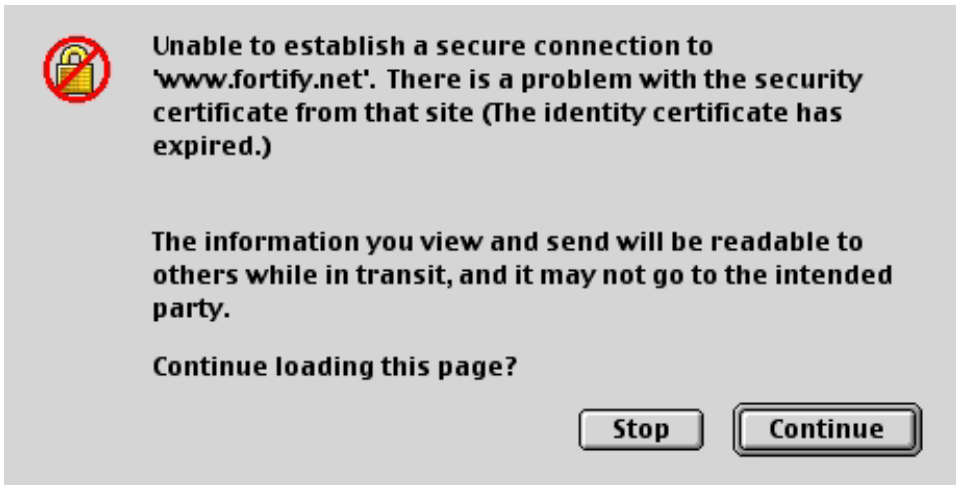 Unable to establish a secure connection to
'www.fortify.net'. There is a problem with the security
certificate from that site (The identity certificate has
expired.)
The information you view and send will be readable to
others while in transit, and it may not go to the intended
party.
Continue loading this page?
Stop Continue